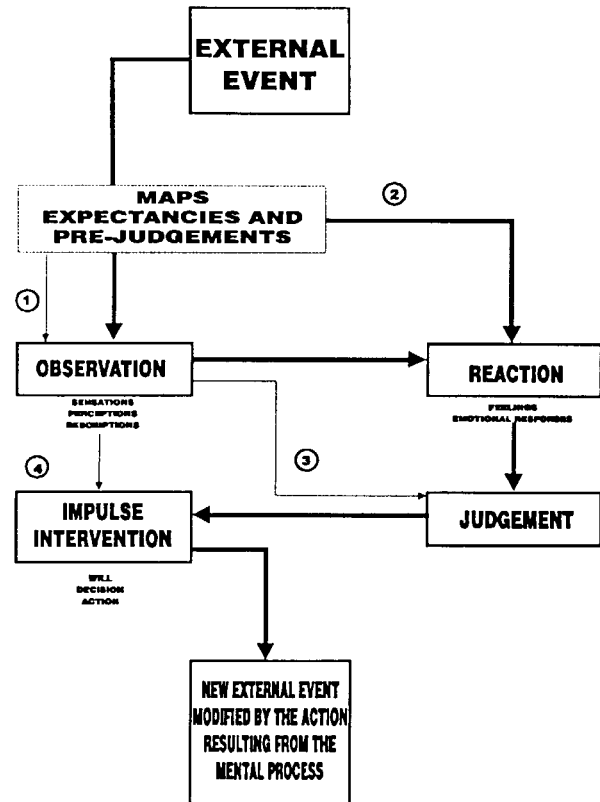 EXTERNAL
EVENT
MAPS
EXPECTANCIES AND
PRE-JUDGEMENTS
2
1
OBSERVATION
SENSATIONS
PERCEPTIONS
REACTION
FEELINGS
EMOTIONAL RESPONSES
3
4
IMPULSE
INTERVENTION
WILL
DECISION
ACTION
JUDGEMENT
NEW EXTERNAL EVENT
MODIFIED BY THE ACTION
RESULTING FROM THE
MENTAL PROCESS